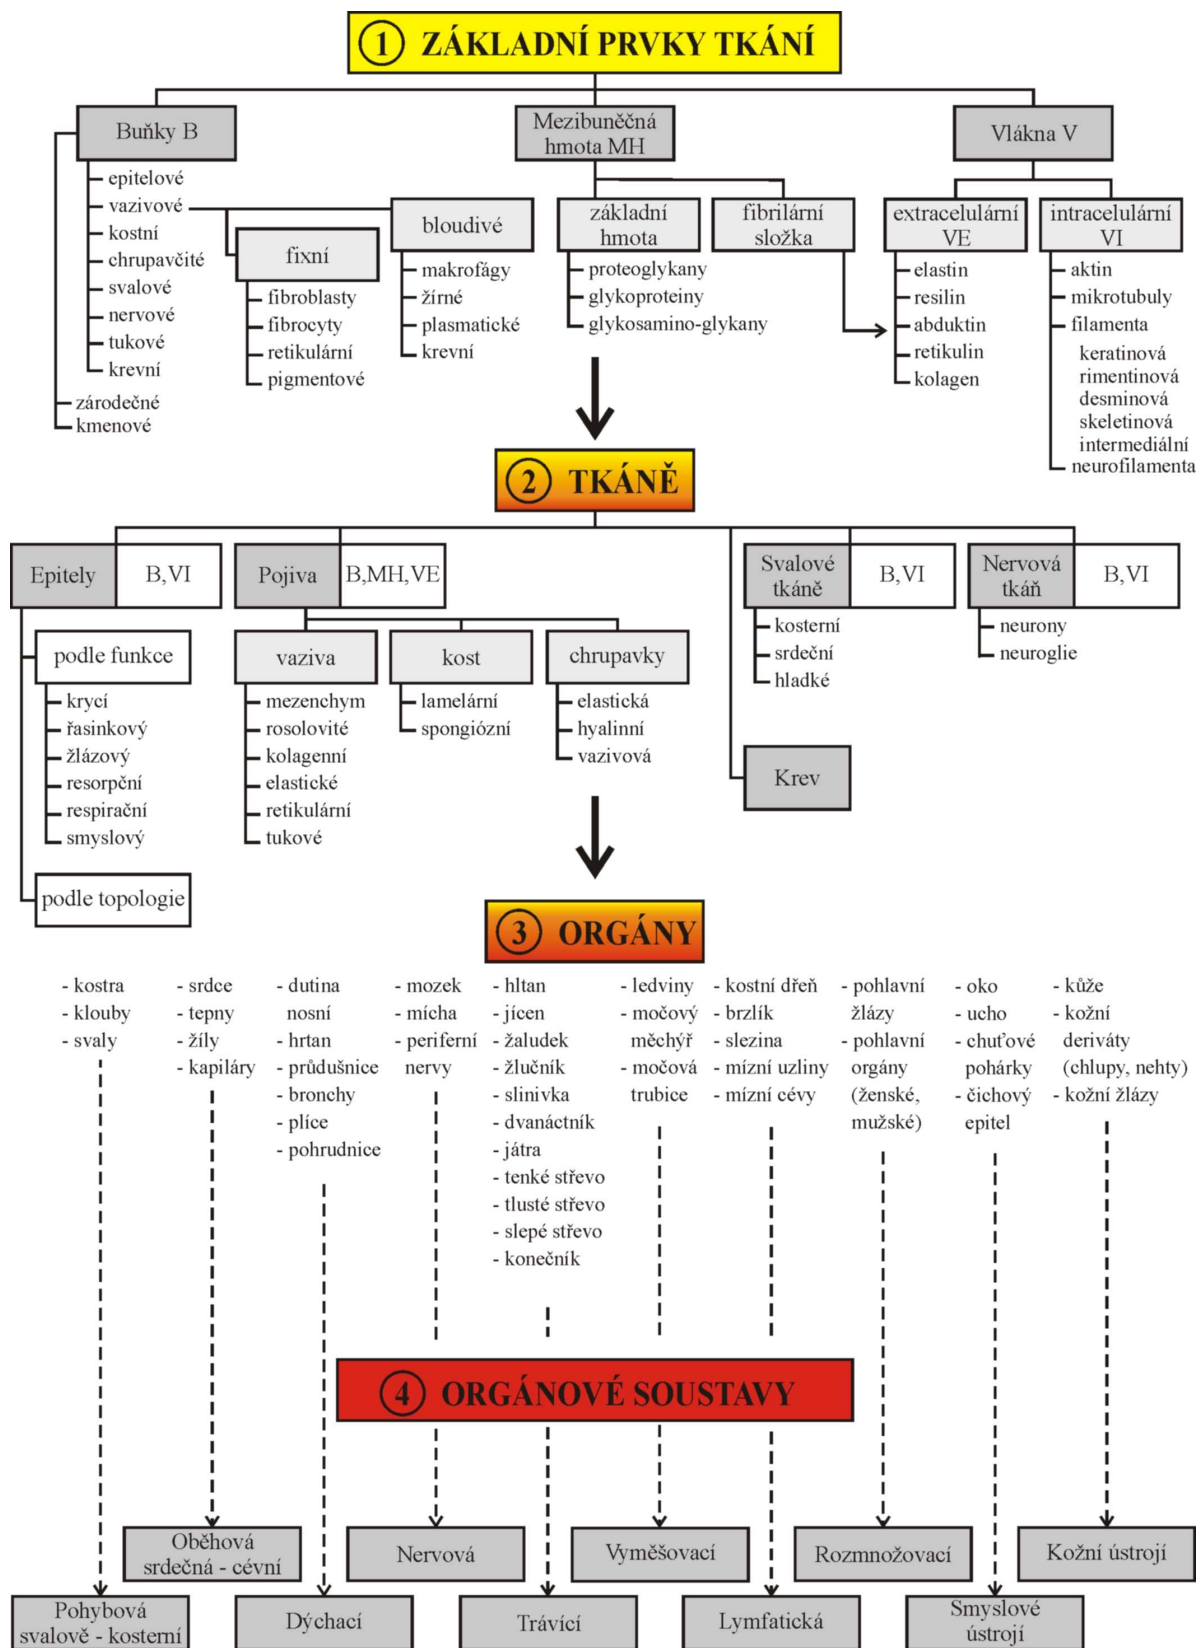 1 ZÁKLADNÍ PRVKY TKÁNÍ
Buňky B
epitelové
vazivové
kostní
chrupavčité
svalové
nervové
tukové
krevní
zárodečné
kmenové
fixní
fibroblasty
fibrocyty
retikulární
pigmentové
bloudivé
makrofágy
žírné
plasmatické
krevní
Mezibuněčná
hmota MH
základní
hmota
proteoglykany
glykoproteiny
glykosamino-glykany
fibrilární
složka
Vlákna V
extracelulární
VE
elastin
resilin
abduktin
retikulin
kolagen
intracelulární
VI
aktin
mikrotubuly
filamenta
keratinová
rimentinová
desminová
skeletinová
intermediální
neurofilamenta
2 TKÁNĚ
Epitely
B,VI
podle funkce
krycí
řasinkový
žlázový
resorpční
respirační
smyslový
podle topologie
Pojiva
B,MH,VE
vaziva
mezenchym
rosolovité
kolagenní
elastické
retikulární
tukové
kost
lamelární
spongiózní
chrupavky
elastická
hyalinní
vazivová
Svalové
tkáně
B,VI
kosterní
srdeční
hladké
Krev
Nervová
tkáň
B,VI
neurony
neuroglie
3 ORGÁNY
- kostra
- klouby
- svaly
- srdce
- tepny
- žíly
- kapiláry
- dutina
nosní
- hrtan
- průdušnice
- bronchy
- plíce
- pohrudnice
- mozek
- mícha
- periferní
nervy
- hltan
- jícen
- žaludek
- žlučník
- slinivka
- dvanáctník
- játra
- tenké střevo
- tlusté střevo
- slepé střevo
- konečník
- ledviny
- močový
měchýř
- močová
trubice
- kostní dřeň
- brzlík
- slezina
- mízní uzliny
- mízní cévy
- pohlavní
žlázy
- pohlavní
orgány
(ženské,
mužské)
- oko
- ucho
- chuťové
pohárky
- čichový
epitel
- kůže
- kožní
deriváty
(chlupy, nehty)
- kožní žlázy
4 ORGÁNOVÉ SOUSTAVY
Oběhová
srdečná - cévní
Nervová
Vyměšovací
Rozmnožovací
Kožní ústrojí
Pohybová
svalově - kosterní
Dýchací
Trávící
Lymfatická
Smyslové
ústrojí